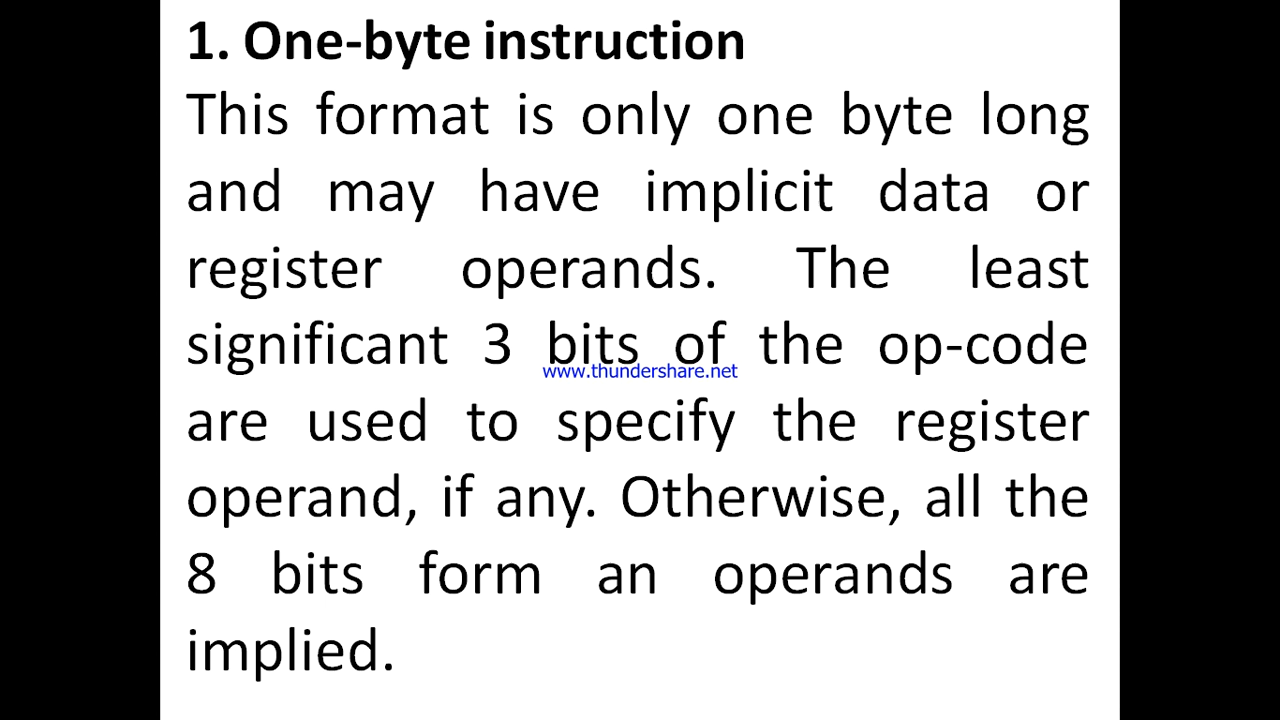 1. One-byte instruction
This format is only one byte long
and may have implicit data or
register operands. The least
significant 3 bits of the op-code
www.thundershare.net
are used to specify the register
operand, if any. Otherwise, all the
8 bits form an operands are
implied.